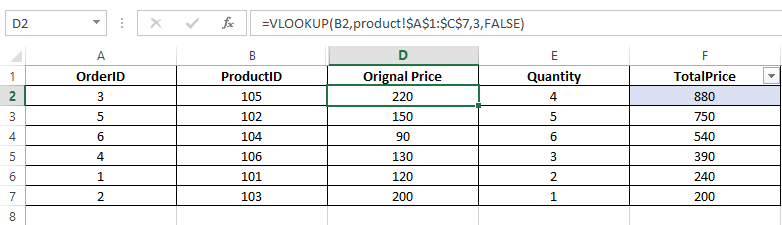 D2 fx =VLOOKUP(B2,product!$A$1:$C$7,3,FALSE)
A B D E F
1 OrderID ProductID Orignal Price Quantity TotalPrice
2 3 105 220 4 880
3 5 102 150 5 750
4 6 104 90 6 540
5 4 106 130 3 390
6 1 101 120 2 240
7 2 103 200 1 200
8